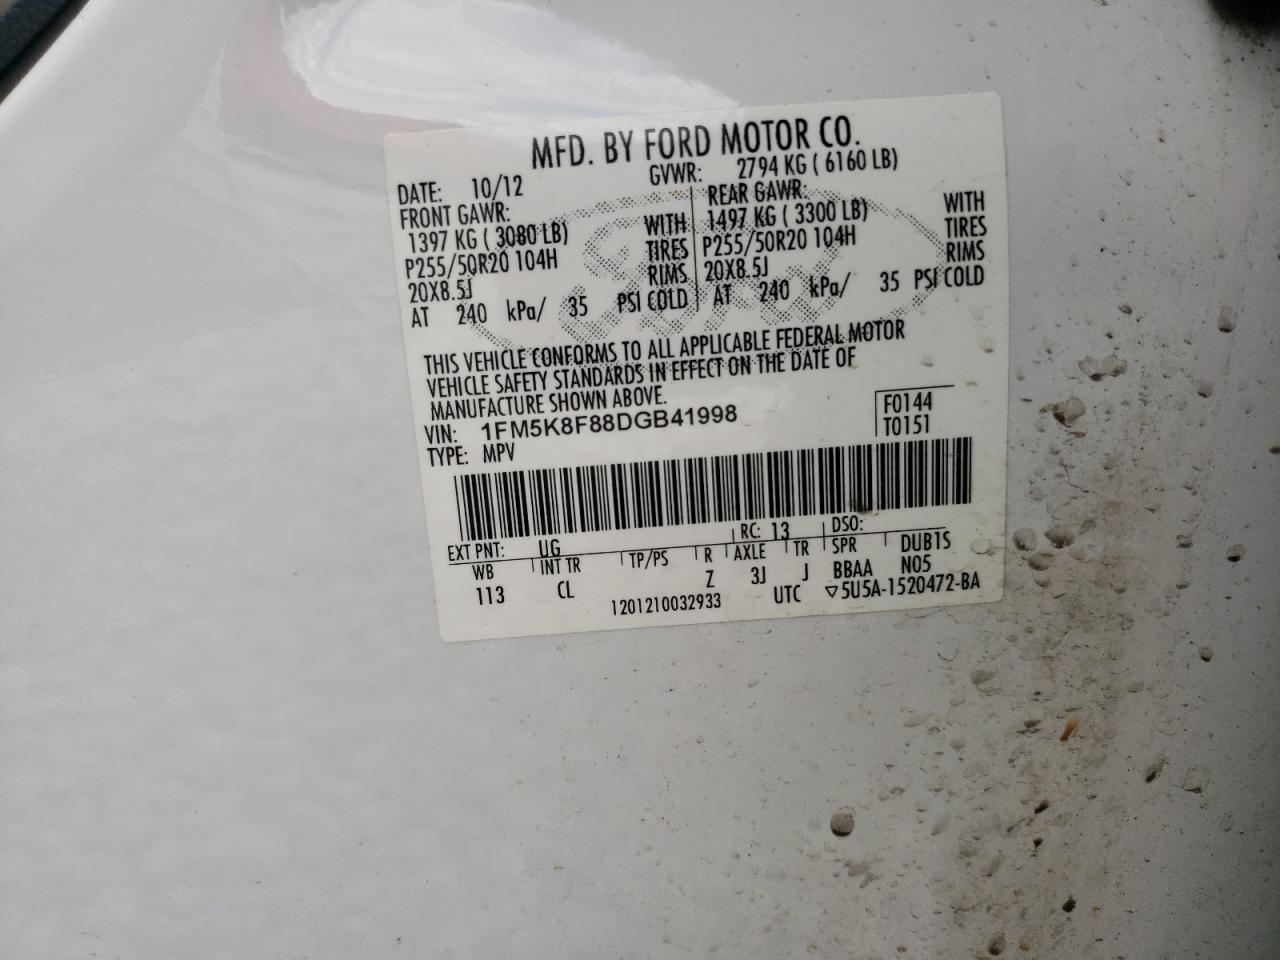 MFD. BY FORD MOTOR CO.
DATE: 10/12 GVWR: 2794 KG ( 6160 LB)
FRONT GAWR: REAR GAWR:
1397 KG ( 3080 LB) WITH 1497 KG ( 3300 LB) WITH
P255/50R20 104H TIRES P255/50R20 104H TIRES
20X8.5J RIMS 20X8.5J RIMS
AT 240 kPa/ 35 PSI COLD AT 240 kPa/ 35 PSI COLD
THIS VEHICLE CONFORMS TO ALL APPLICABLE FEDERAL MOTOR
VEHICLE SAFETY STANDARDS IN EFFECT ON THE DATE OF
MANUFACTURE SHOWN ABOVE.
VIN: 1FM5K8F88DGB41998 F0144
TYPE: MPV T0151
EXT PNT: UG RC: 13 DSO:
WB INT TR TP/PS R AXLE TR SPR DUB1S
113 CL Z 3J J BBAA N05
1201210032933 UTC ▽5U5A-1520472-BA